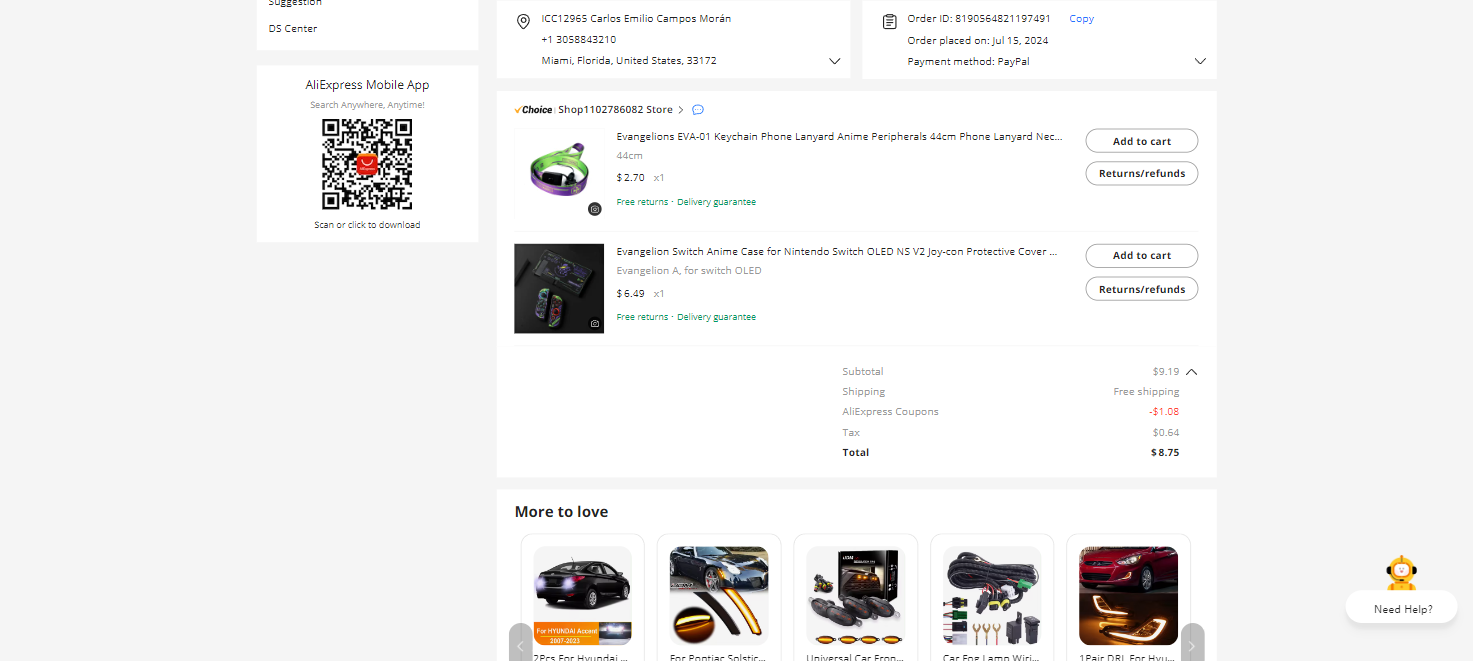 Suggestion
DS Center
AliExpress Mobile App
Search Anywhere, Anytime!
Scan or click to download
ICC12965 Carlos Emilio Campos Morán
+1 3058843210
Miami, Florida, United States, 33172
Order ID: 8190564821197491 Copy
Order placed on: Jul 15, 2024
Payment method: PayPal
Choice Shop1102786082 Store
Evangelions EVA-01 Keychain Phone Lanyard Anime Peripherals 44cm Phone Lanyard Nec...
44cm
$2.70 x1
Free returns · Delivery guarantee
Add to cart
Returns/refunds
Evangelion Switch Anime Case for Nintendo Switch OLED NS V2 Joy-con Protective Cover ...
Evangelion A, for switch OLED
$6.49 x1
Free returns · Delivery guarantee
Add to cart
Returns/refunds
Subtotal $9.19
Shipping Free shipping
AliExpress Coupons -$1.08
Tax $0.64
Total $8.75
More to love
For HYUNDAI Accent
2007-2023
2Pcs For Hyundai ...
For Pontiac Solstic...
Universal Car Fron...
Car Fog Lamp Wiri...
1Pair DRL For Hyu...
Need Help?